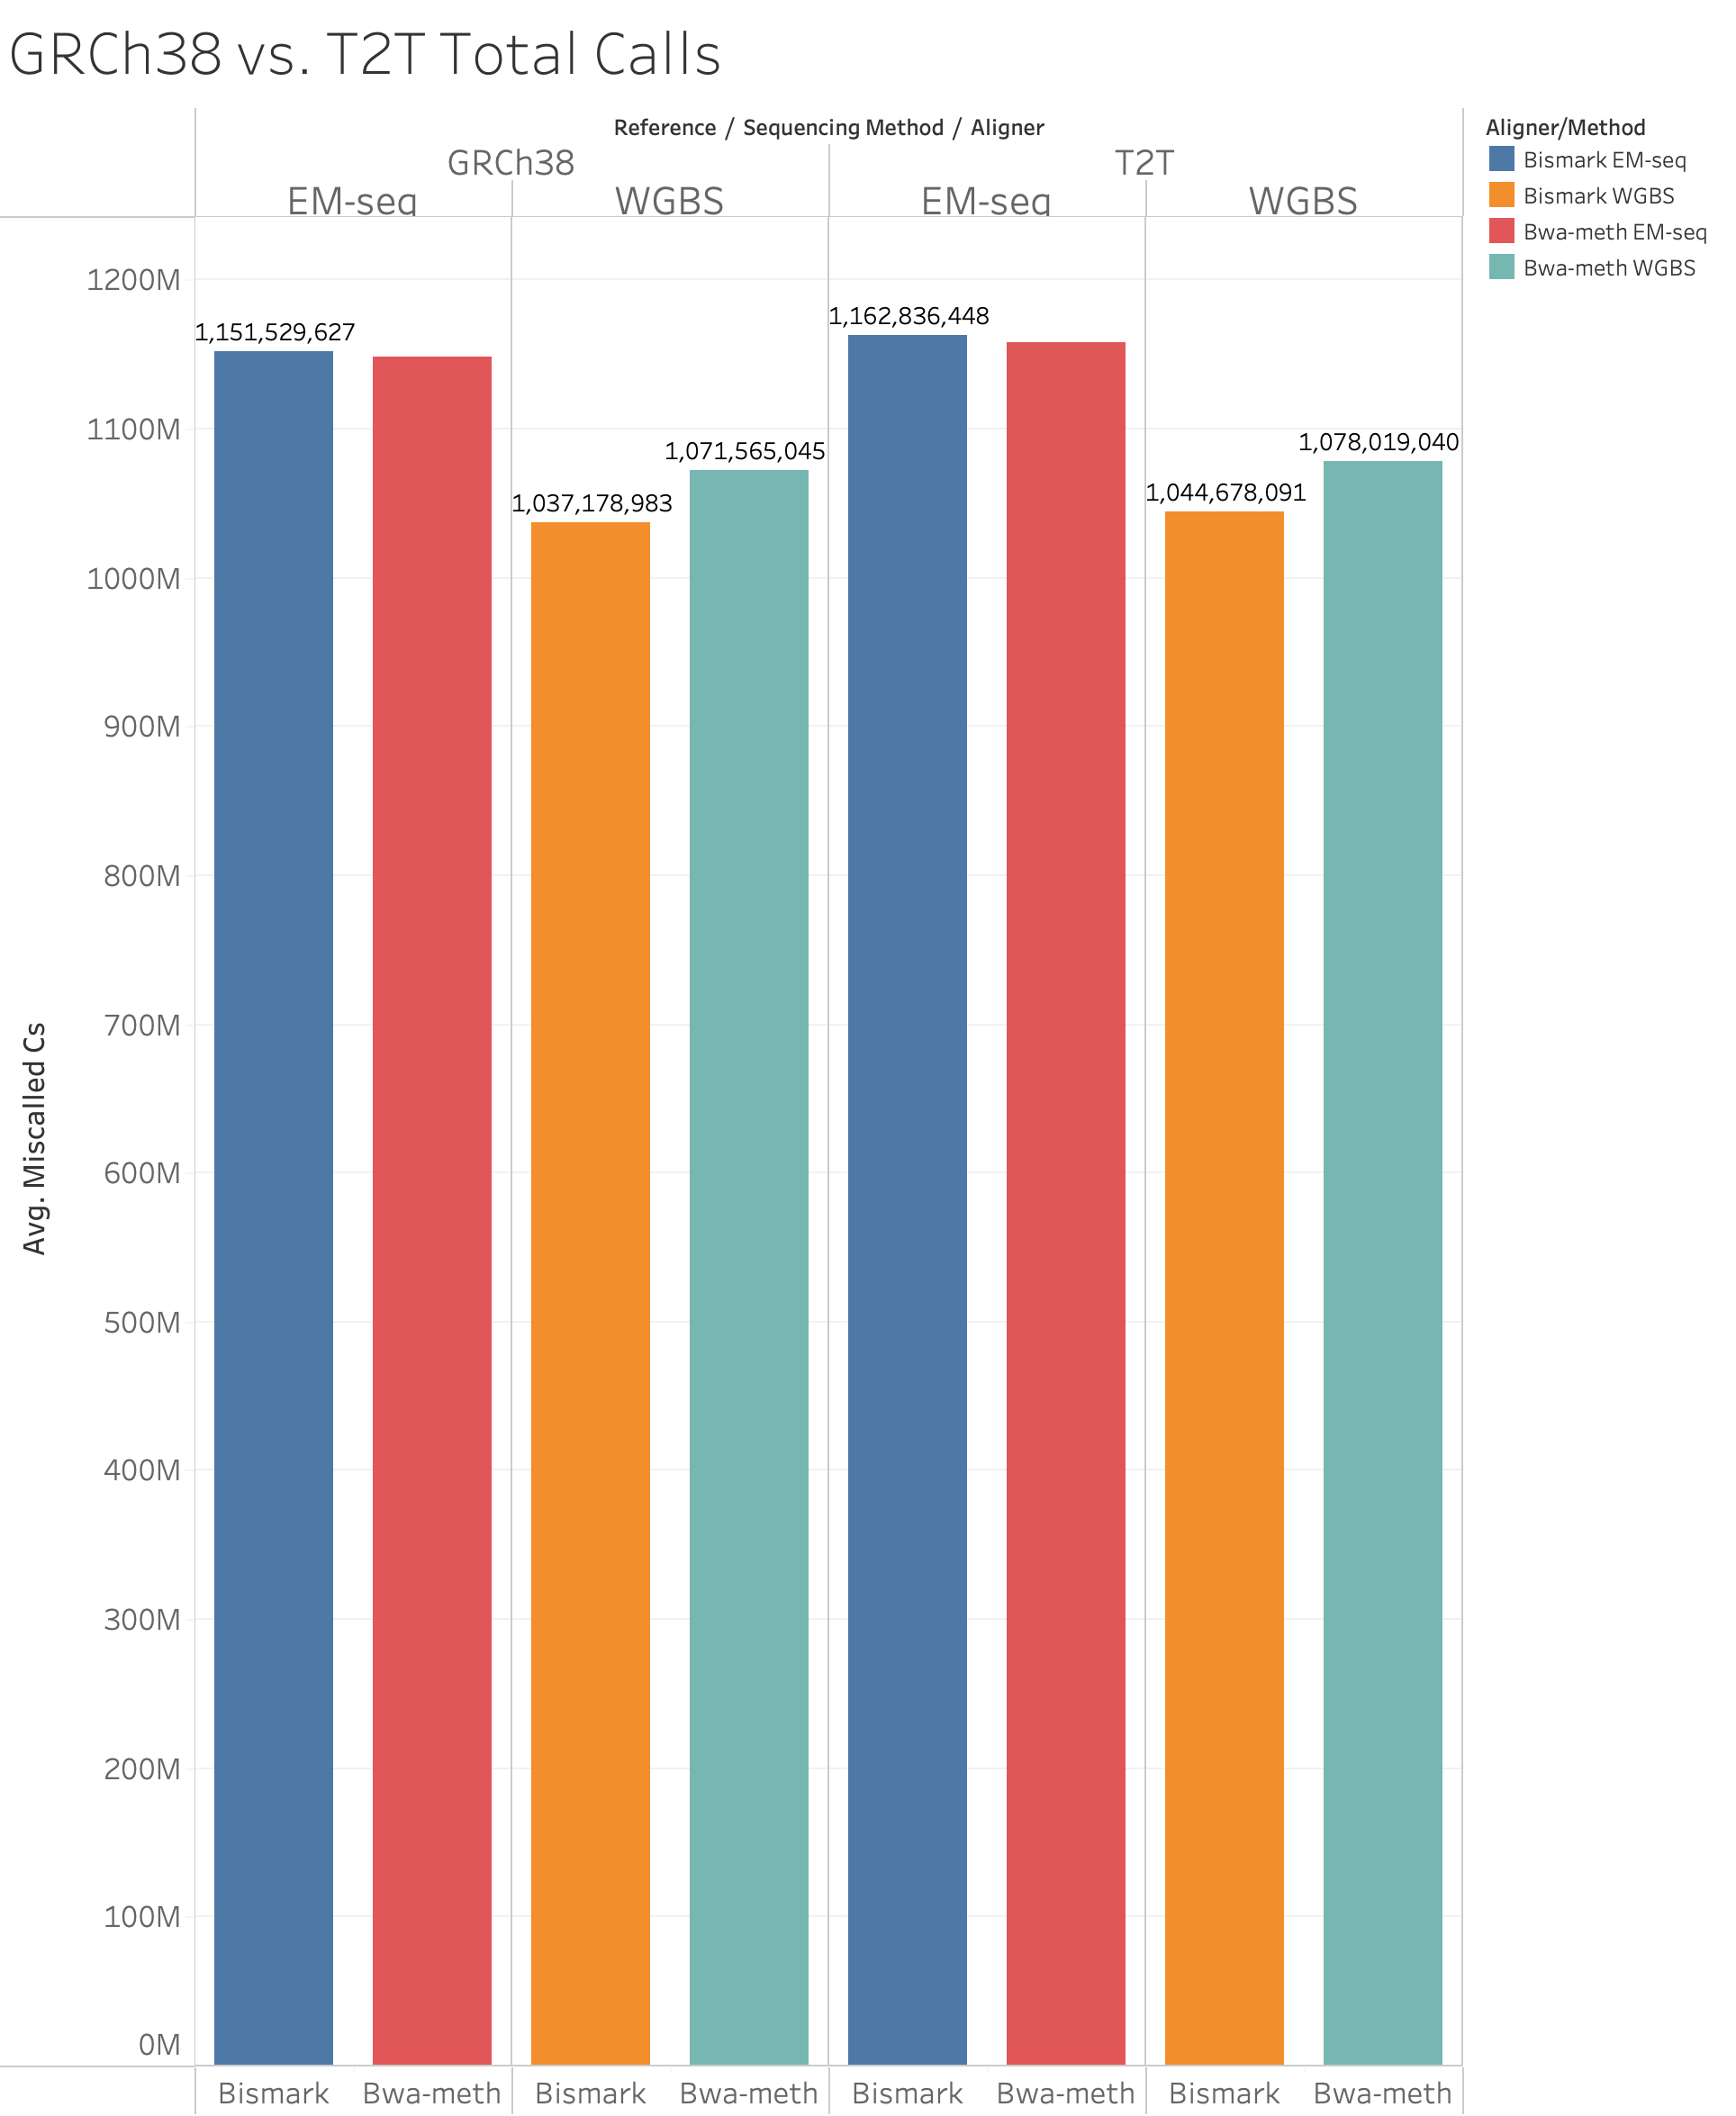 GRCh38 vs. T2T Total Calls
Reference / Sequencing Method / Aligner
GRCh38 T2T
EM-seq WGBS EM-seq WGBS
Aligner/Method
Bismark EM-seq
Bismark WGBS
Bwa-meth EM-seq
Bwa-meth WGBS
1200M
1100M
1000M
900M
800M
700M
600M
500M
400M
300M
200M
100M
0M
Avg. Miscalled Cs
1,151,529,627
1,037,178,983
1,071,565,045
1,162,836,448
1,044,678,091
1,078,019,040
Bismark Bwa-meth Bismark Bwa-meth Bismark Bwa-meth Bismark Bwa-meth